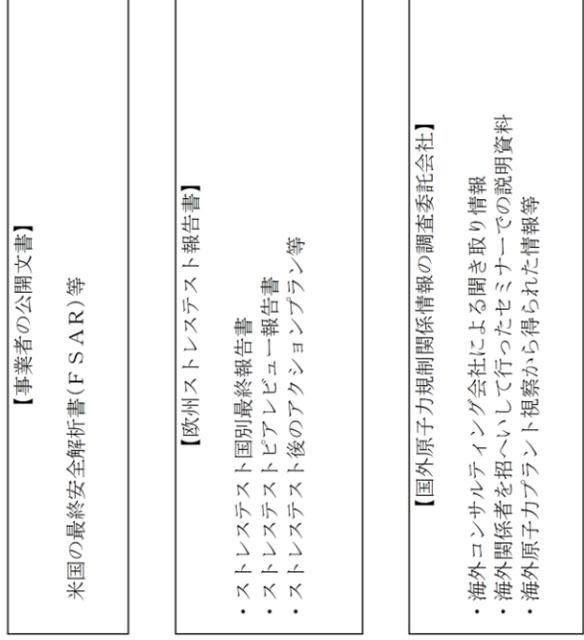 【事業者の公開文書】
米国の最終安全解析書(ＦＳＡＲ)等
【欧州ストレステスト報告書】
・ストレステスト国別最終報告書
・ストレステストピアレビュー報告書
・ストレステスト後のアクションプラン等
【国外原子力規制関係情報の調査委託会社】
・海外コンサルティング会社による聞き取り情報
・海外関係者を招へいして行ったセミナーでの説明資料
・海外原子力プラント視察から得られた情報等